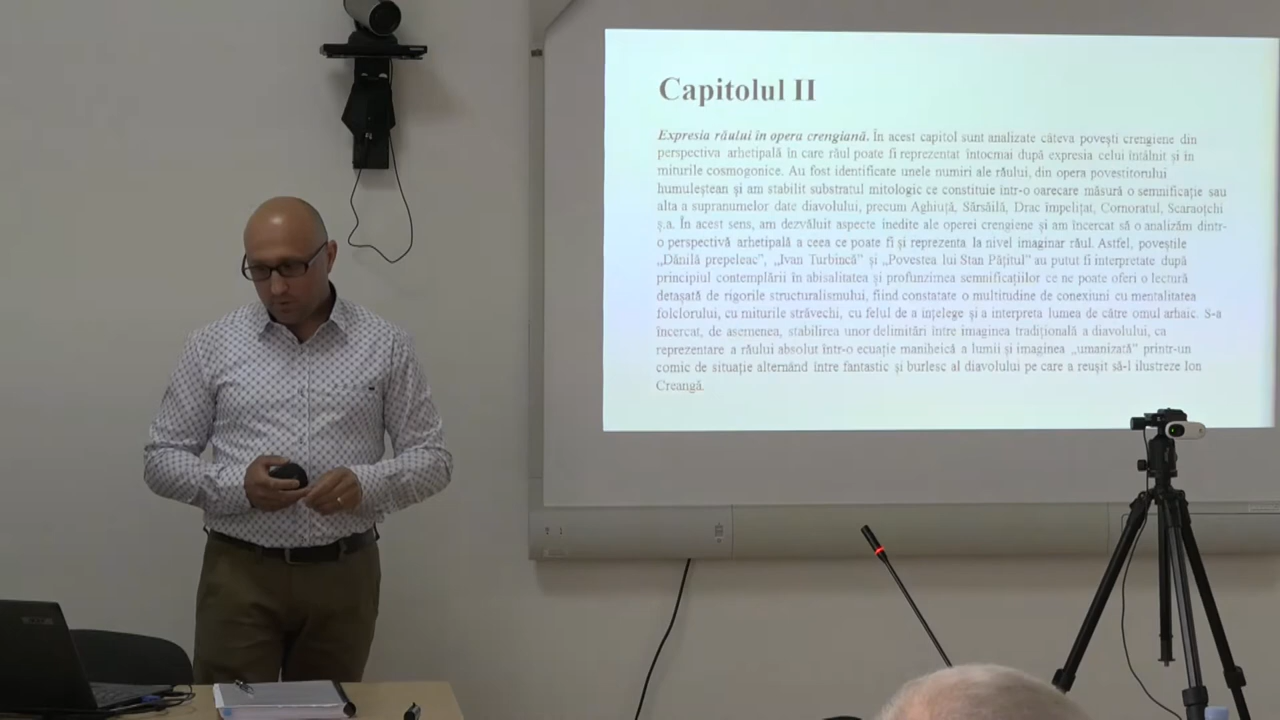 Capitolul II
Expresia răului în opera crengiană. În acest capitol sunt analizate câteva povești crengiene din
perspectiva arhetipală în care răul poate fi reprezentat întocmai după expresia celui întâlnit și în
miturile cosmogonice. Au fost identificate unele numiri ale răului, din opera povestitorului
humuleștean și am stabilit substratul mitologic ce constituie într-o oarecare măsură o semnificație sau
alta a supranumelor date diavolului, precum Aghiuță, Sărsăilă, Drac împelițat, Cornoratul, Scaraoțchi
ș.a. În acest sens, am dezvăluit aspecte inedite ale operei crengiene și am încercat să o analizăm dintr-
o perspectivă arhetipală a ceea ce poate fi și reprezenta la nivel imaginar răul. Astfel, poveștile
„Dănilă prepeleac”, „Ivan Turbincă” și „Povestea lui Stan Pățitul” au putut fi interpretate după
principiul contemplării în abisalitatea și profunzimea semnificațiilor ce ne poate oferi o lectură
detașată de rigorile structuralismului, fiind constatate o multitudine de conexiuni cu mentalitatea
folclorului, cu miturile străvechi, cu felul de a înțelege și a interpreta lumea de către omul arhaic. S-a
încercat, de asemenea, stabilirea unor delimitări între imaginea tradițională a diavolului, ca
reprezentare a răului absolut într-o ecuație maniheică a lumii și imaginea „umanizată” printr-un
comic de situație alternând între fantastic și burlesc al diavolului pe care a reușit să-l ilustreze Ion
Creangă.